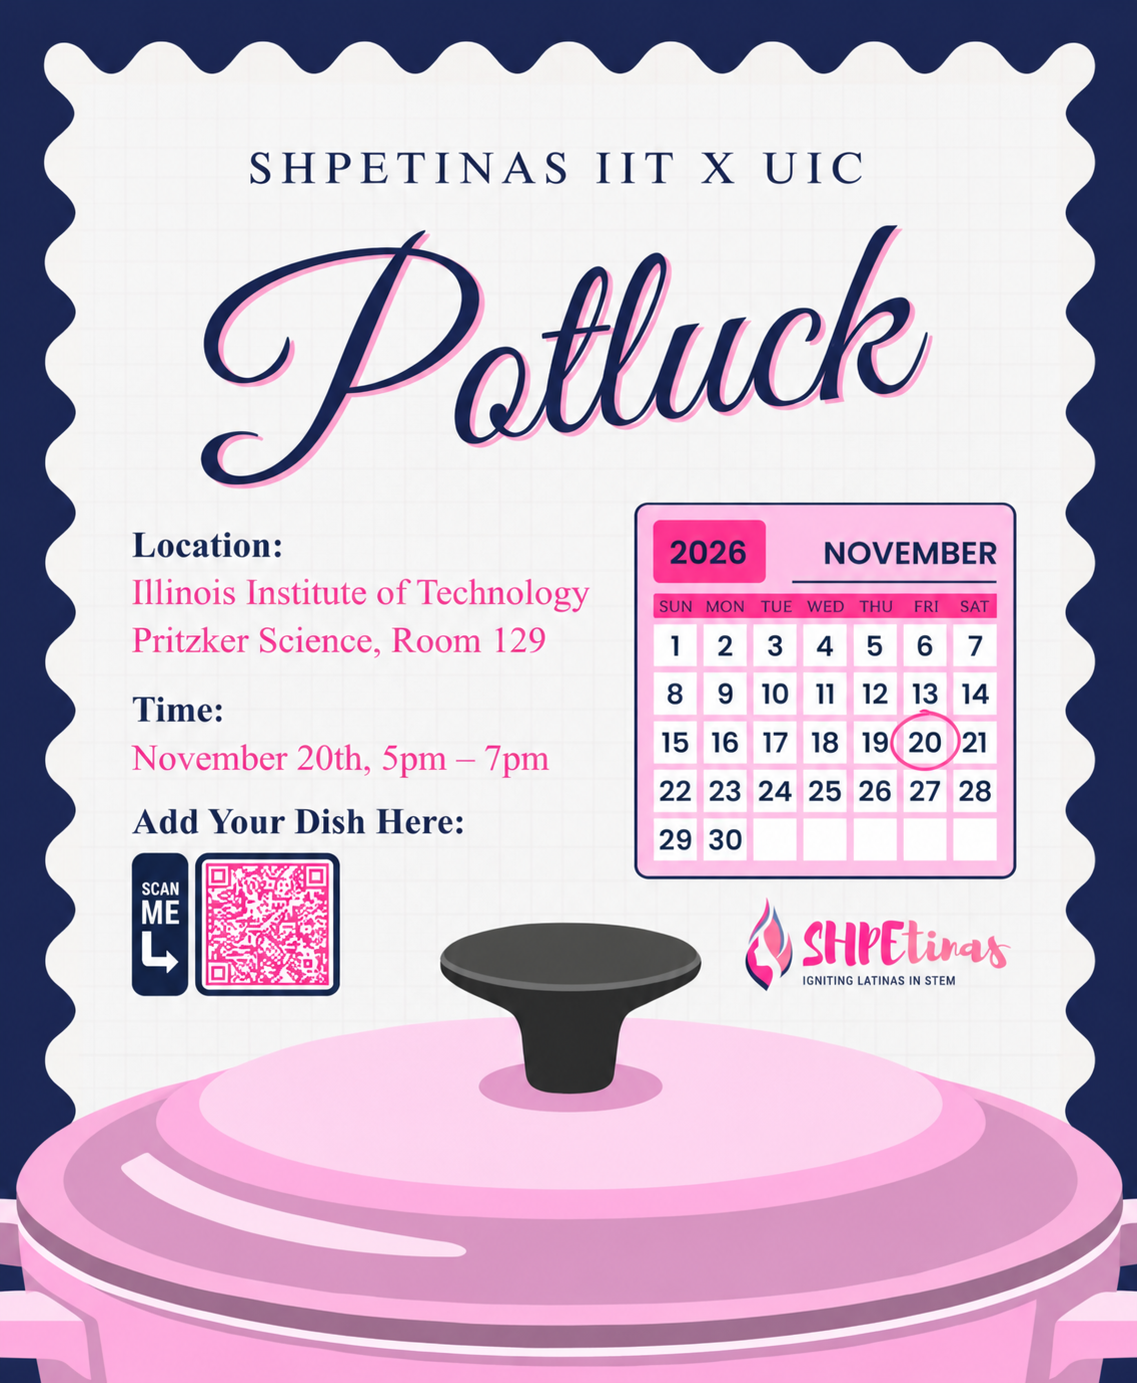 SHPETINAS IIT X UIC
Potluck
Location:
Illinois Institute of Technology
Pritzker Science, Room 129
Time:
November 20th, 5pm – 7pm
Add Your Dish Here:
SCAN
ME
2026 NOVEMBER
SUN MON TUE WED THU FRI SAT
1 2 3 4 5 6 7
8 9 10 11 12 13 14
15 16 17 18 19 20 21
22 23 24 25 26 27 28
29 30
SHPEtinas
IGNITING LATINAS IN STEM